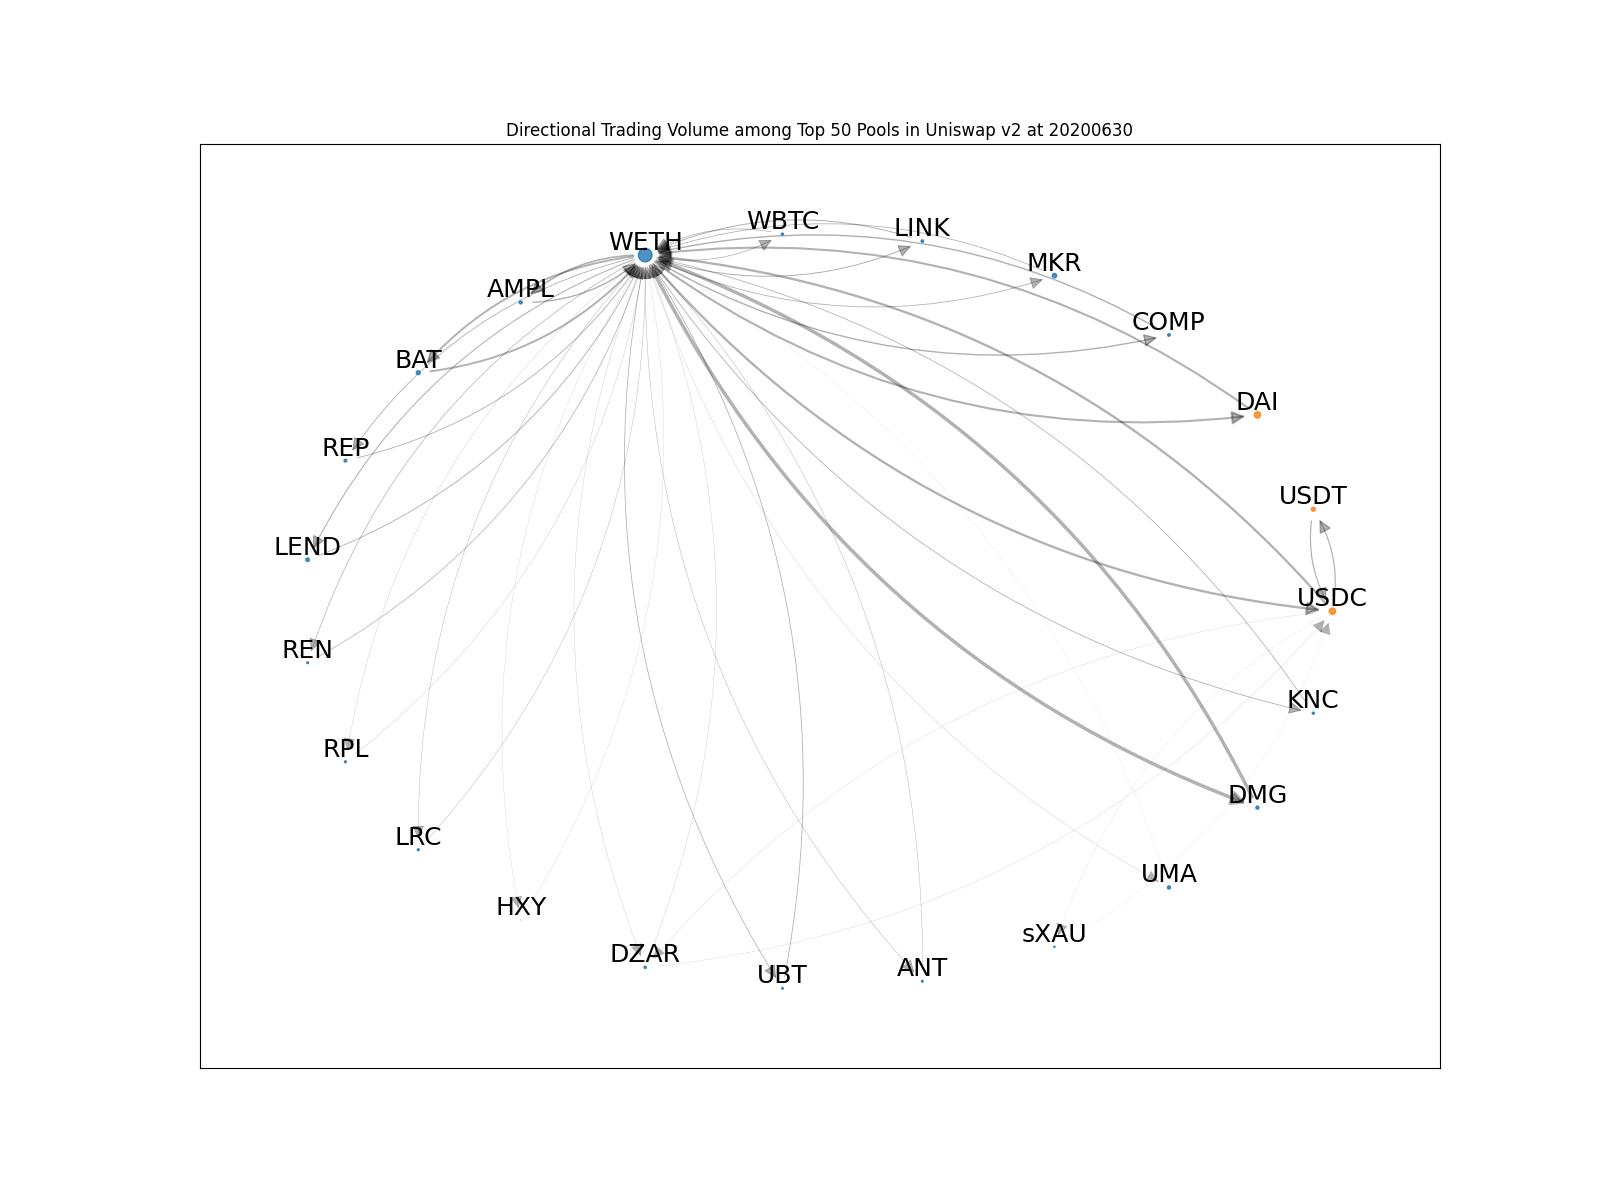 Directional Trading Volume among Top 50 Pools in Uniswap v2 at 20200630
WBTC
LINK
WETH
MKR
AMPL
COMP
BAT
DAI
REP
USDT
LEND
USDC
REN
KNC
RPL
DMG
LRC
UMA
HXY
sXAU
DZAR
ANT
UBT